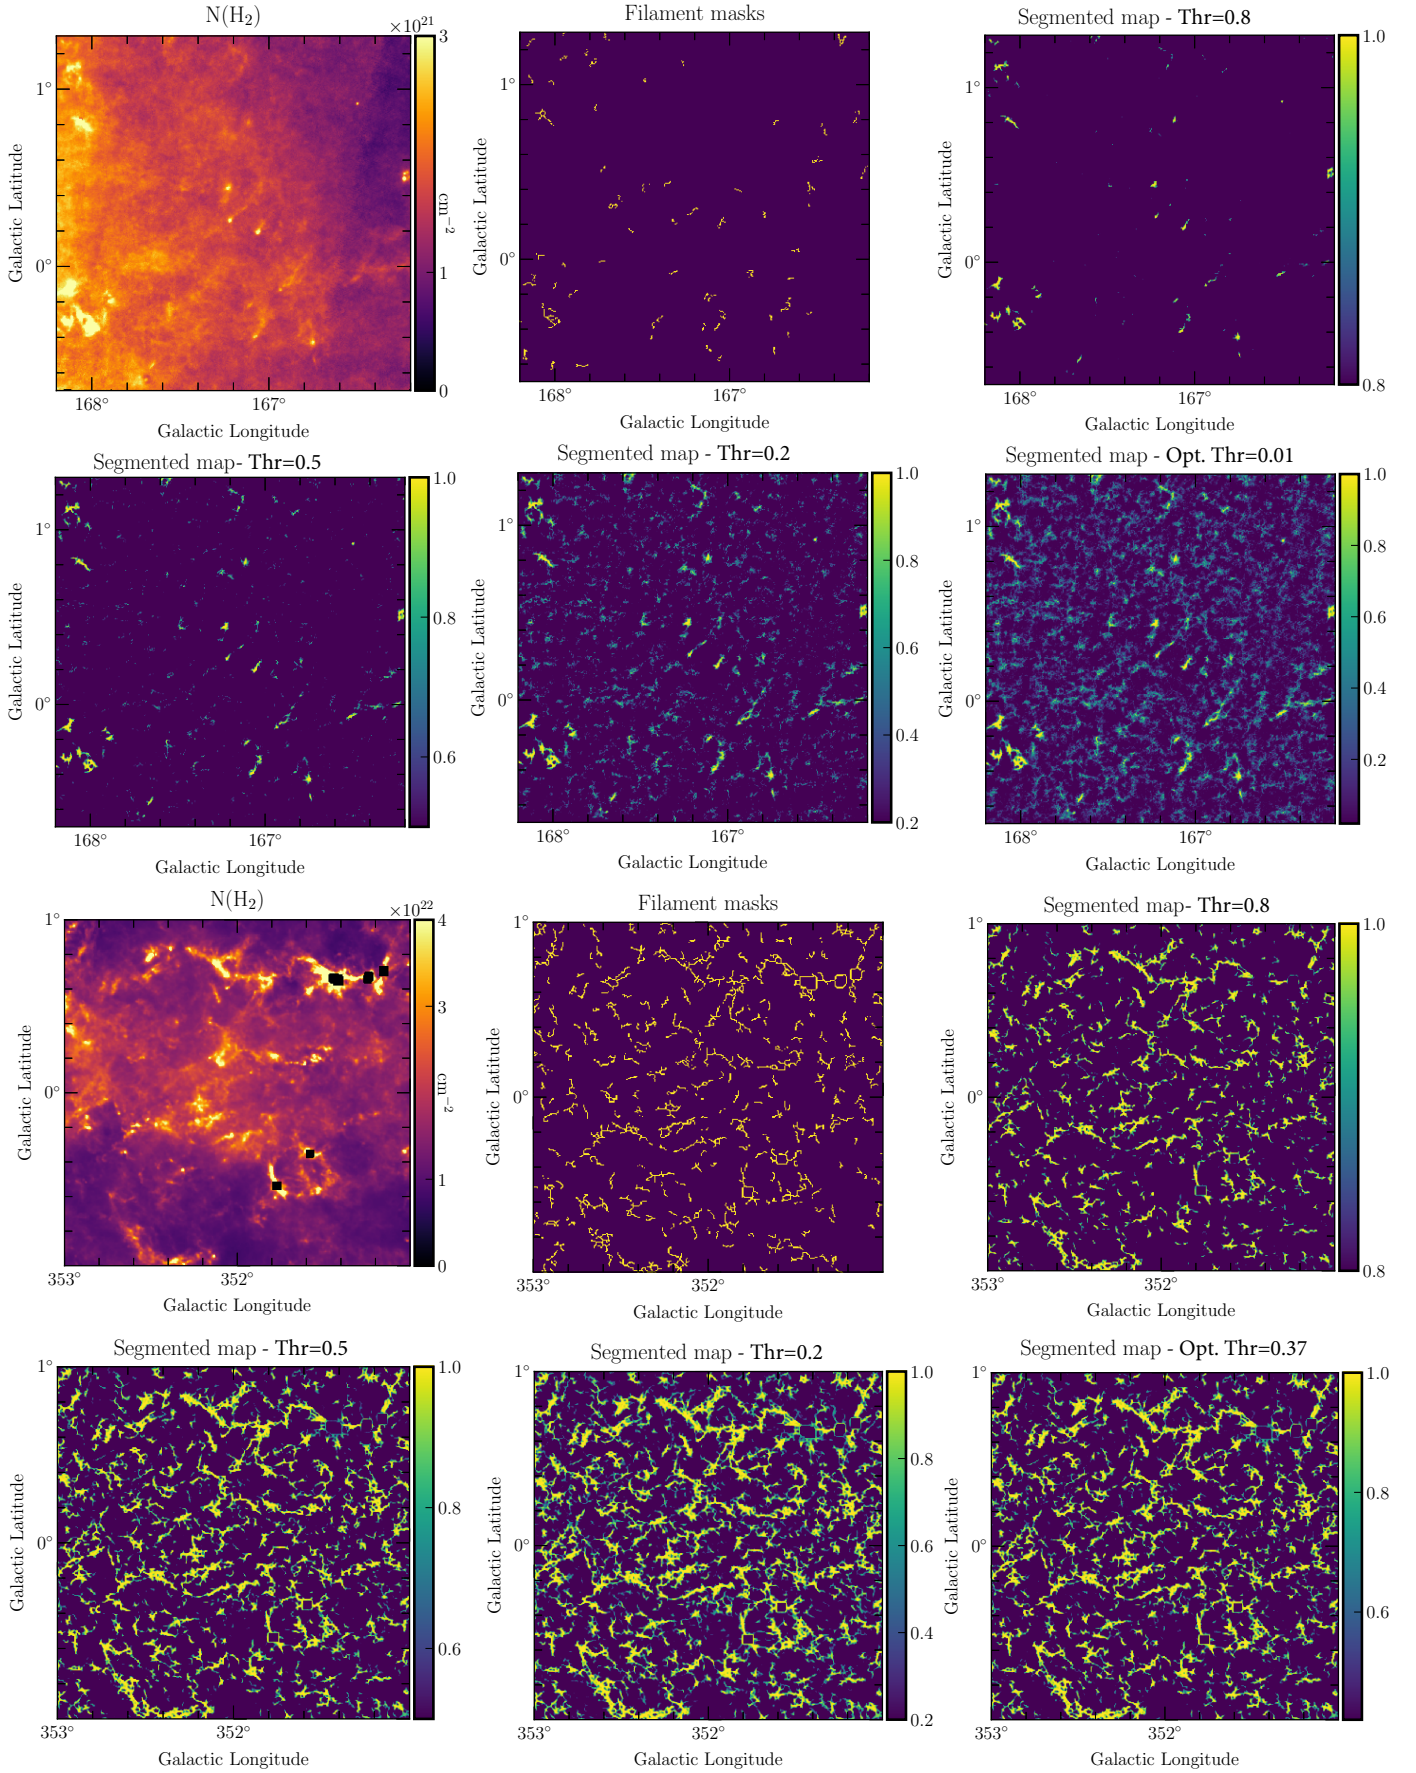 N(H₂)
×10²¹
3
1
0
cm⁻²
1°
0°
168°
167°
Galactic Latitude
Galactic Longitude
Filament masks
1°
0°
168°
167°
Galactic Latitude
Galactic Longitude
Segmented map - Thr=0.8
1.0
0.8
1°
0°
168°
167°
Galactic Latitude
Galactic Longitude
Segmented map- Thr=0.5
1.0
0.8
0.6
1°
0°
168°
167°
Galactic Latitude
Galactic Longitude
Segmented map - Thr=0.2
1.0
0.8
0.6
0.4
0.2
1°
0°
168°
167°
Galactic Latitude
Galactic Longitude
Segmented map - Opt. Thr=0.01
1.0
0.8
0.6
0.4
0.2
1°
0°
168°
167°
Galactic Latitude
Galactic Longitude
N(H₂)
×10²²
4
3
1
0
cm⁻²
1°
0°
353°
352°
Galactic Latitude
Galactic Longitude
Filament masks
1°
0°
353°
352°
Galactic Latitude
Galactic Longitude
Segmented map- Thr=0.8
1.0
0.8
1°
0°
353°
352°
Galactic Latitude
Galactic Longitude
Segmented map - Thr=0.5
1.0
0.8
0.6
1°
0°
353°
352°
Galactic Latitude
Galactic Longitude
Segmented map - Thr=0.2
1.0
0.8
0.6
0.4
0.2
1°
0°
353°
352°
Galactic Latitude
Galactic Longitude
Segmented map - Opt. Thr=0.37
1.0
0.8
0.6
1°
0°
353°
352°
Galactic Latitude
Galactic Longitude